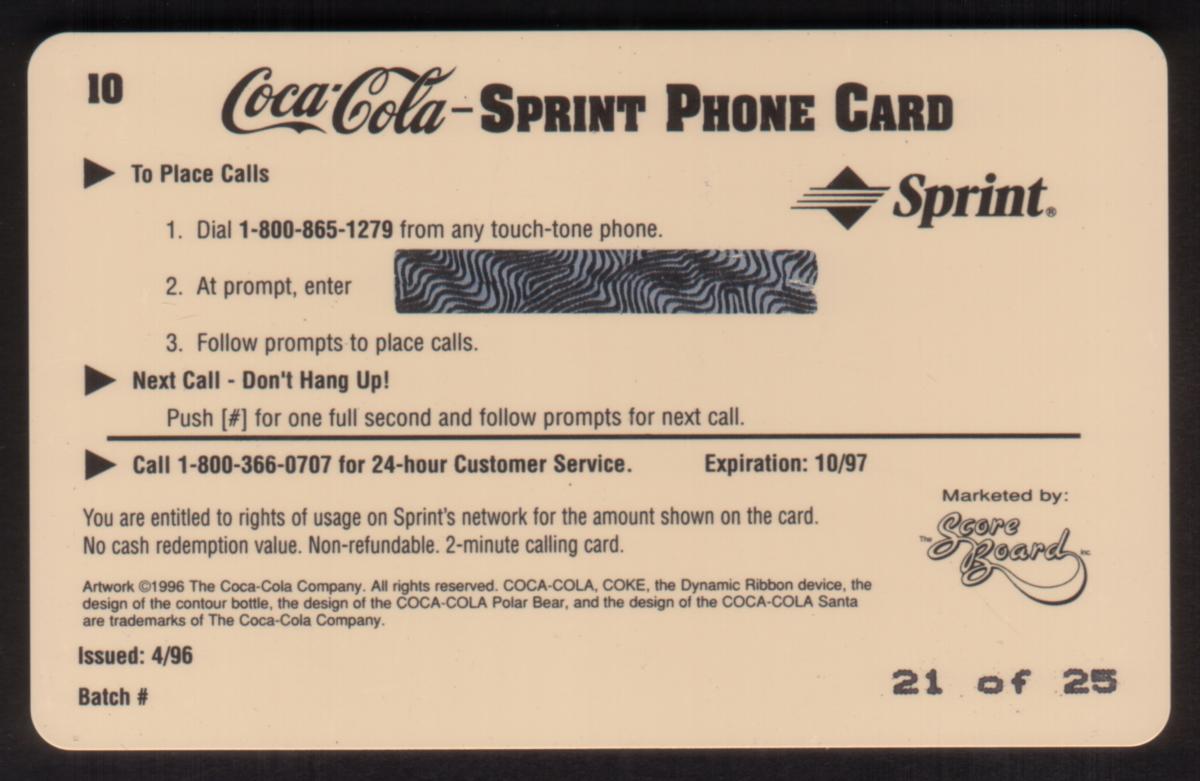 10
Coca-Cola - SPRINT PHONE CARD
To Place Calls
Sprint®
1. Dial 1-800-865-1279 from any touch-tone phone.
2. At prompt, enter
3. Follow prompts to place calls.
Next Call - Don't Hang Up!
Push [#] for one full second and follow prompts for next call.
Call 1-800-366-0707 for 24-hour Customer Service. Expiration: 10/97
Marketed by:
The Score Board Inc.
You are entitled to rights of usage on Sprint's network for the amount shown on the card.
No cash redemption value. Non-refundable. 2-minute calling card.
Artwork ©1996 The Coca-Cola Company. All rights reserved. COCA-COLA, COKE, the Dynamic Ribbon device, the
design of the contour bottle, the design of the COCA-COLA Polar Bear, and the design of the COCA-COLA Santa
are trademarks of The Coca-Cola Company.
Issued: 4/96
Batch #
21 of 25